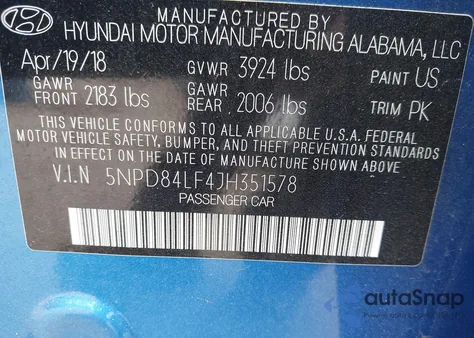 MANUFACTURED BY
HYUNDAI MOTOR MANUFACTURING ALABAMA, LLC
Apr/19/18 GVWR 3924 lbs PAINT US
GAWR FRONT 2183 lbs GAWR REAR 2006 lbs TRIM PK
THIS VEHICLE CONFORMS TO ALL APPLICABLE U.S.A. FEDERAL
MOTOR VEHICLE SAFETY, BUMPER, AND THEFT PREVENTION STANDARDS
IN EFFECT ON THE DATE OF MANUFACTURE SHOWN ABOVE.
V.I.N 5NPD84LF4JH351578
PASSENGER CAR
autoSnap